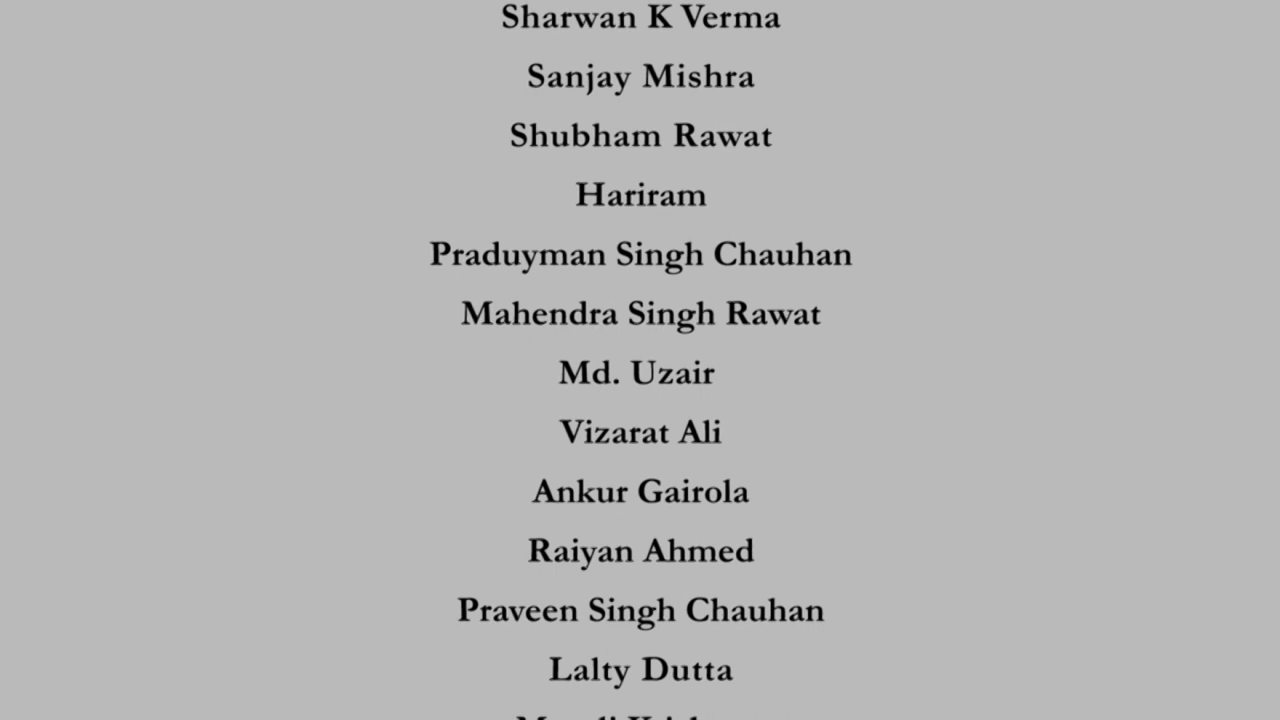 Sharwan K Verma
Sanjay Mishra
Shubham Rawat
Hariram
Praduyman Singh Chauhan
Mahendra Singh Rawat
Md. Uzair
Vizarat Ali
Ankur Gairola
Raiyan Ahmed
Praveen Singh Chauhan
Lalty Dutta